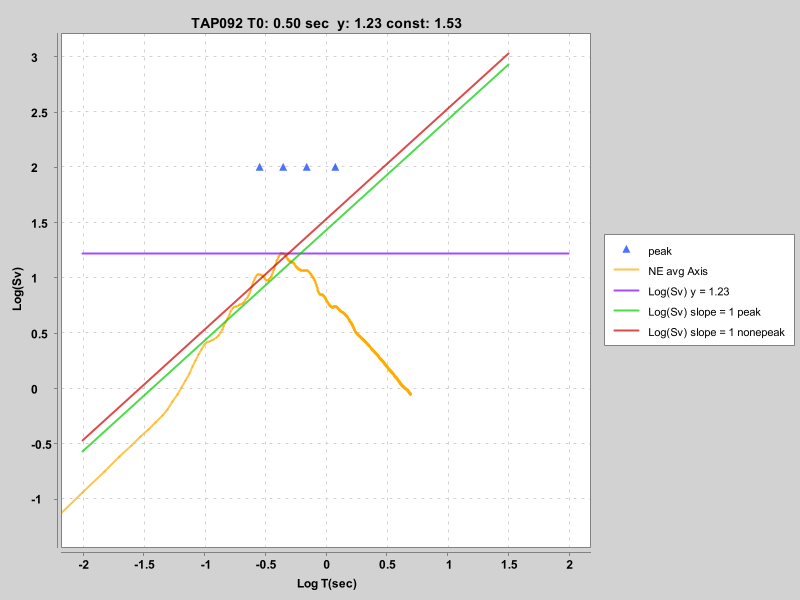 TAP092 T0: 0.50 sec  y: 1.23 const: 1.53
3
2.5
2
1.5
1
0.5
0
-0.5
-1
Log(Sv)
-2
-1.5
-1
-0.5
0
0.5
1
1.5
2
Log T(sec)
peak
NE avg Axis
Log(Sv) y = 1.23
Log(Sv) slope = 1 peak
Log(Sv) slope = 1 nonepeak